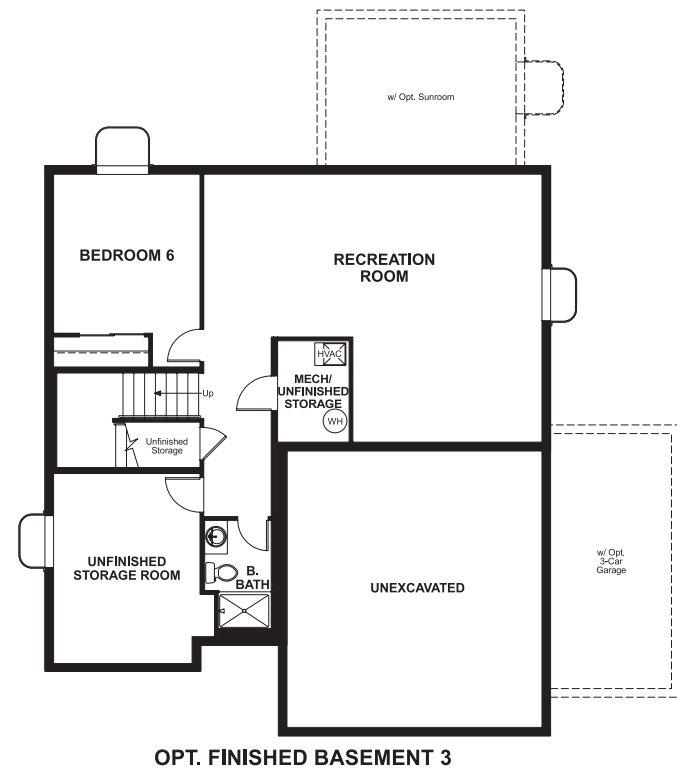 w/ Opt. Sunroom
BEDROOM 6
RECREATION
ROOM
HVAC
MECH/
UNFINISHED
STORAGE
WH
Up
Unfinished
Storage
UNFINISHED
STORAGE ROOM
B.
BATH
UNEXCAVATED
w/ Opt.
3-Car
Garage
OPT. FINISHED BASEMENT 3